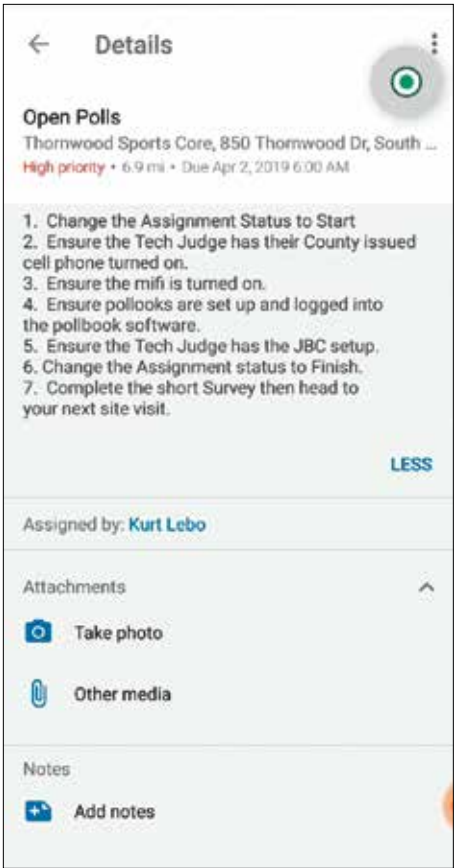 Details
Open Polls
Thornwood Sports Core, 850 Thornwood Dr, South ...
High priority • 6.9 mi • Due Apr 2, 2019 6:00 AM
1. Change the Assignment Status to Start
2. Ensure the Tech Judge has their County issued
cell phone turned on.
3. Ensure the mifi is turned on.
4. Ensure pollooks are set up and logged into
the pollbook software.
5. Ensure the Tech Judge has the JBC setup.
6. Change the Assignment status to Finish.
7. Complete the short Survey then head to
your next site visit.
LESS
Assigned by: Kurt Lebo
Attachments
Take photo
Other media
Notes
Add notes